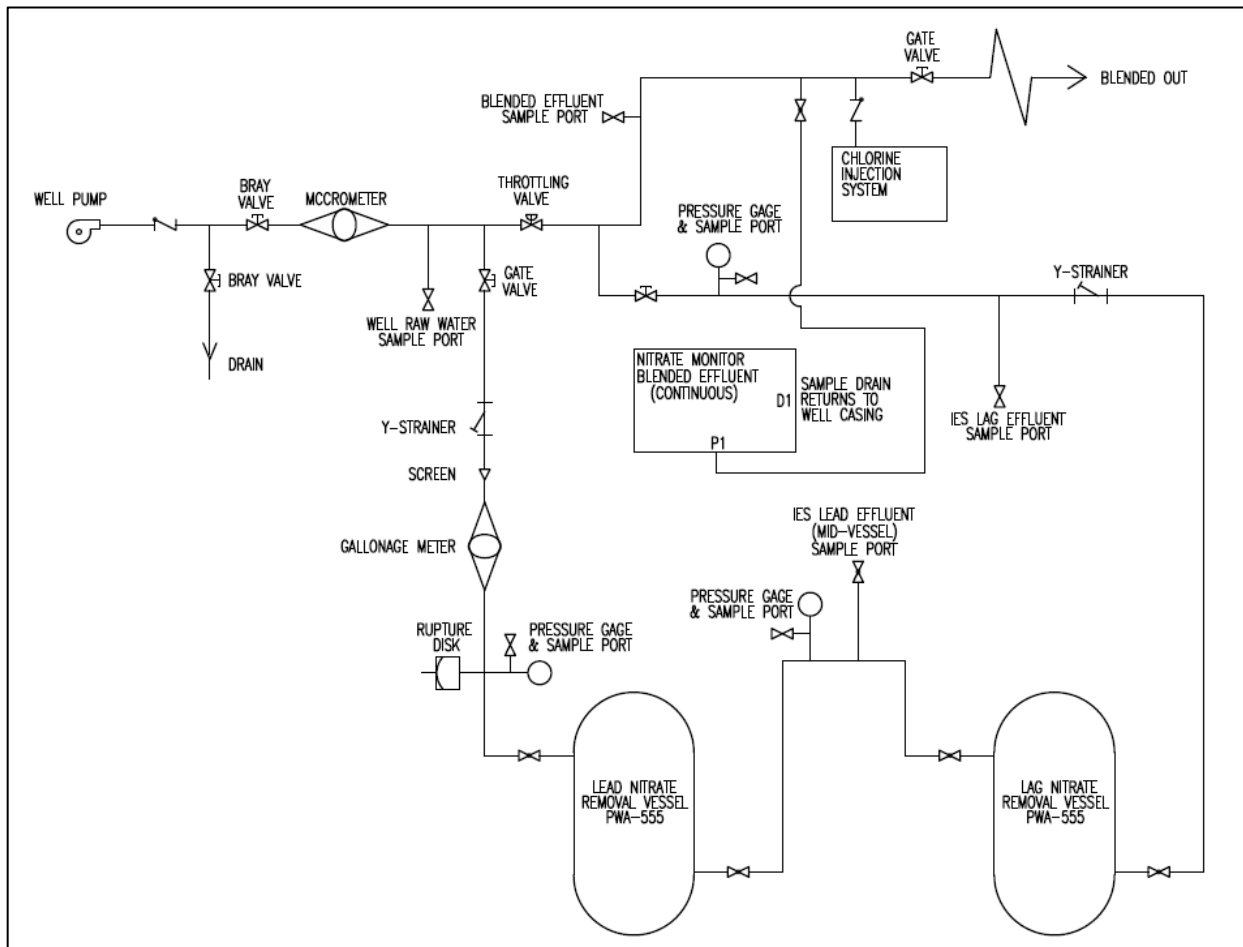 GATE
VALVE
BLENDED OUT
BLENDED EFFLUENT
SAMPLE PORT
CHLORINE
INJECTION
SYSTEM
WELL PUMP
BRAY
VALVE
MCCROMETER
THROTTLING
VALVE
PRESSURE GAGE
& SAMPLE PORT
Y-STRAINER
BRAY VALVE
GATE
VALVE
WELL RAW WATER
SAMPLE PORT
DRAIN
NITRATE MONITOR
BLENDED EFFLUENT
(CONTINUOUS)
D1
P1
SAMPLE DRAIN
RETURNS TO
WELL CASING
IES LAG EFFLUENT
SAMPLE PORT
Y-STRAINER
SCREEN
GALLONAGE METER
IES LEAD EFFLUENT
(MID-VESSEL)
SAMPLE PORT
PRESSURE GAGE
& SAMPLE PORT
RUPTURE
DISK
PRESSURE GAGE
& SAMPLE PORT
LEAD NITRATE
REMOVAL VESSEL
PWA-555
LAG NITRATE
REMOVAL VESSEL
PWA-555